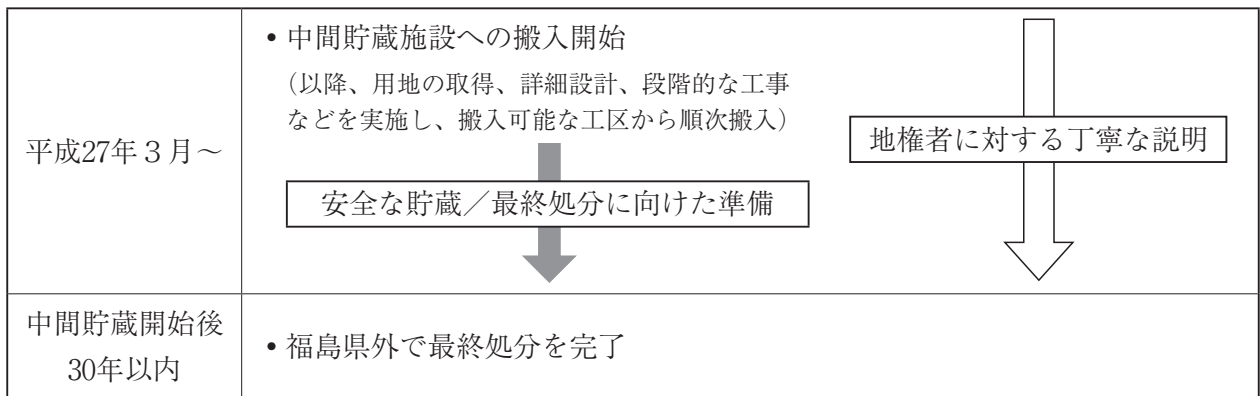 平成27年３月～
• 中間貯蔵施設への搬入開始
（以降、用地の取得、詳細設計、段階的な工事
などを実施し、搬入可能な工区から順次搬入）
安全な貯蔵／最終処分に向けた準備
地権者に対する丁寧な説明
中間貯蔵開始後
30年以内
• 福島県外で最終処分を完了